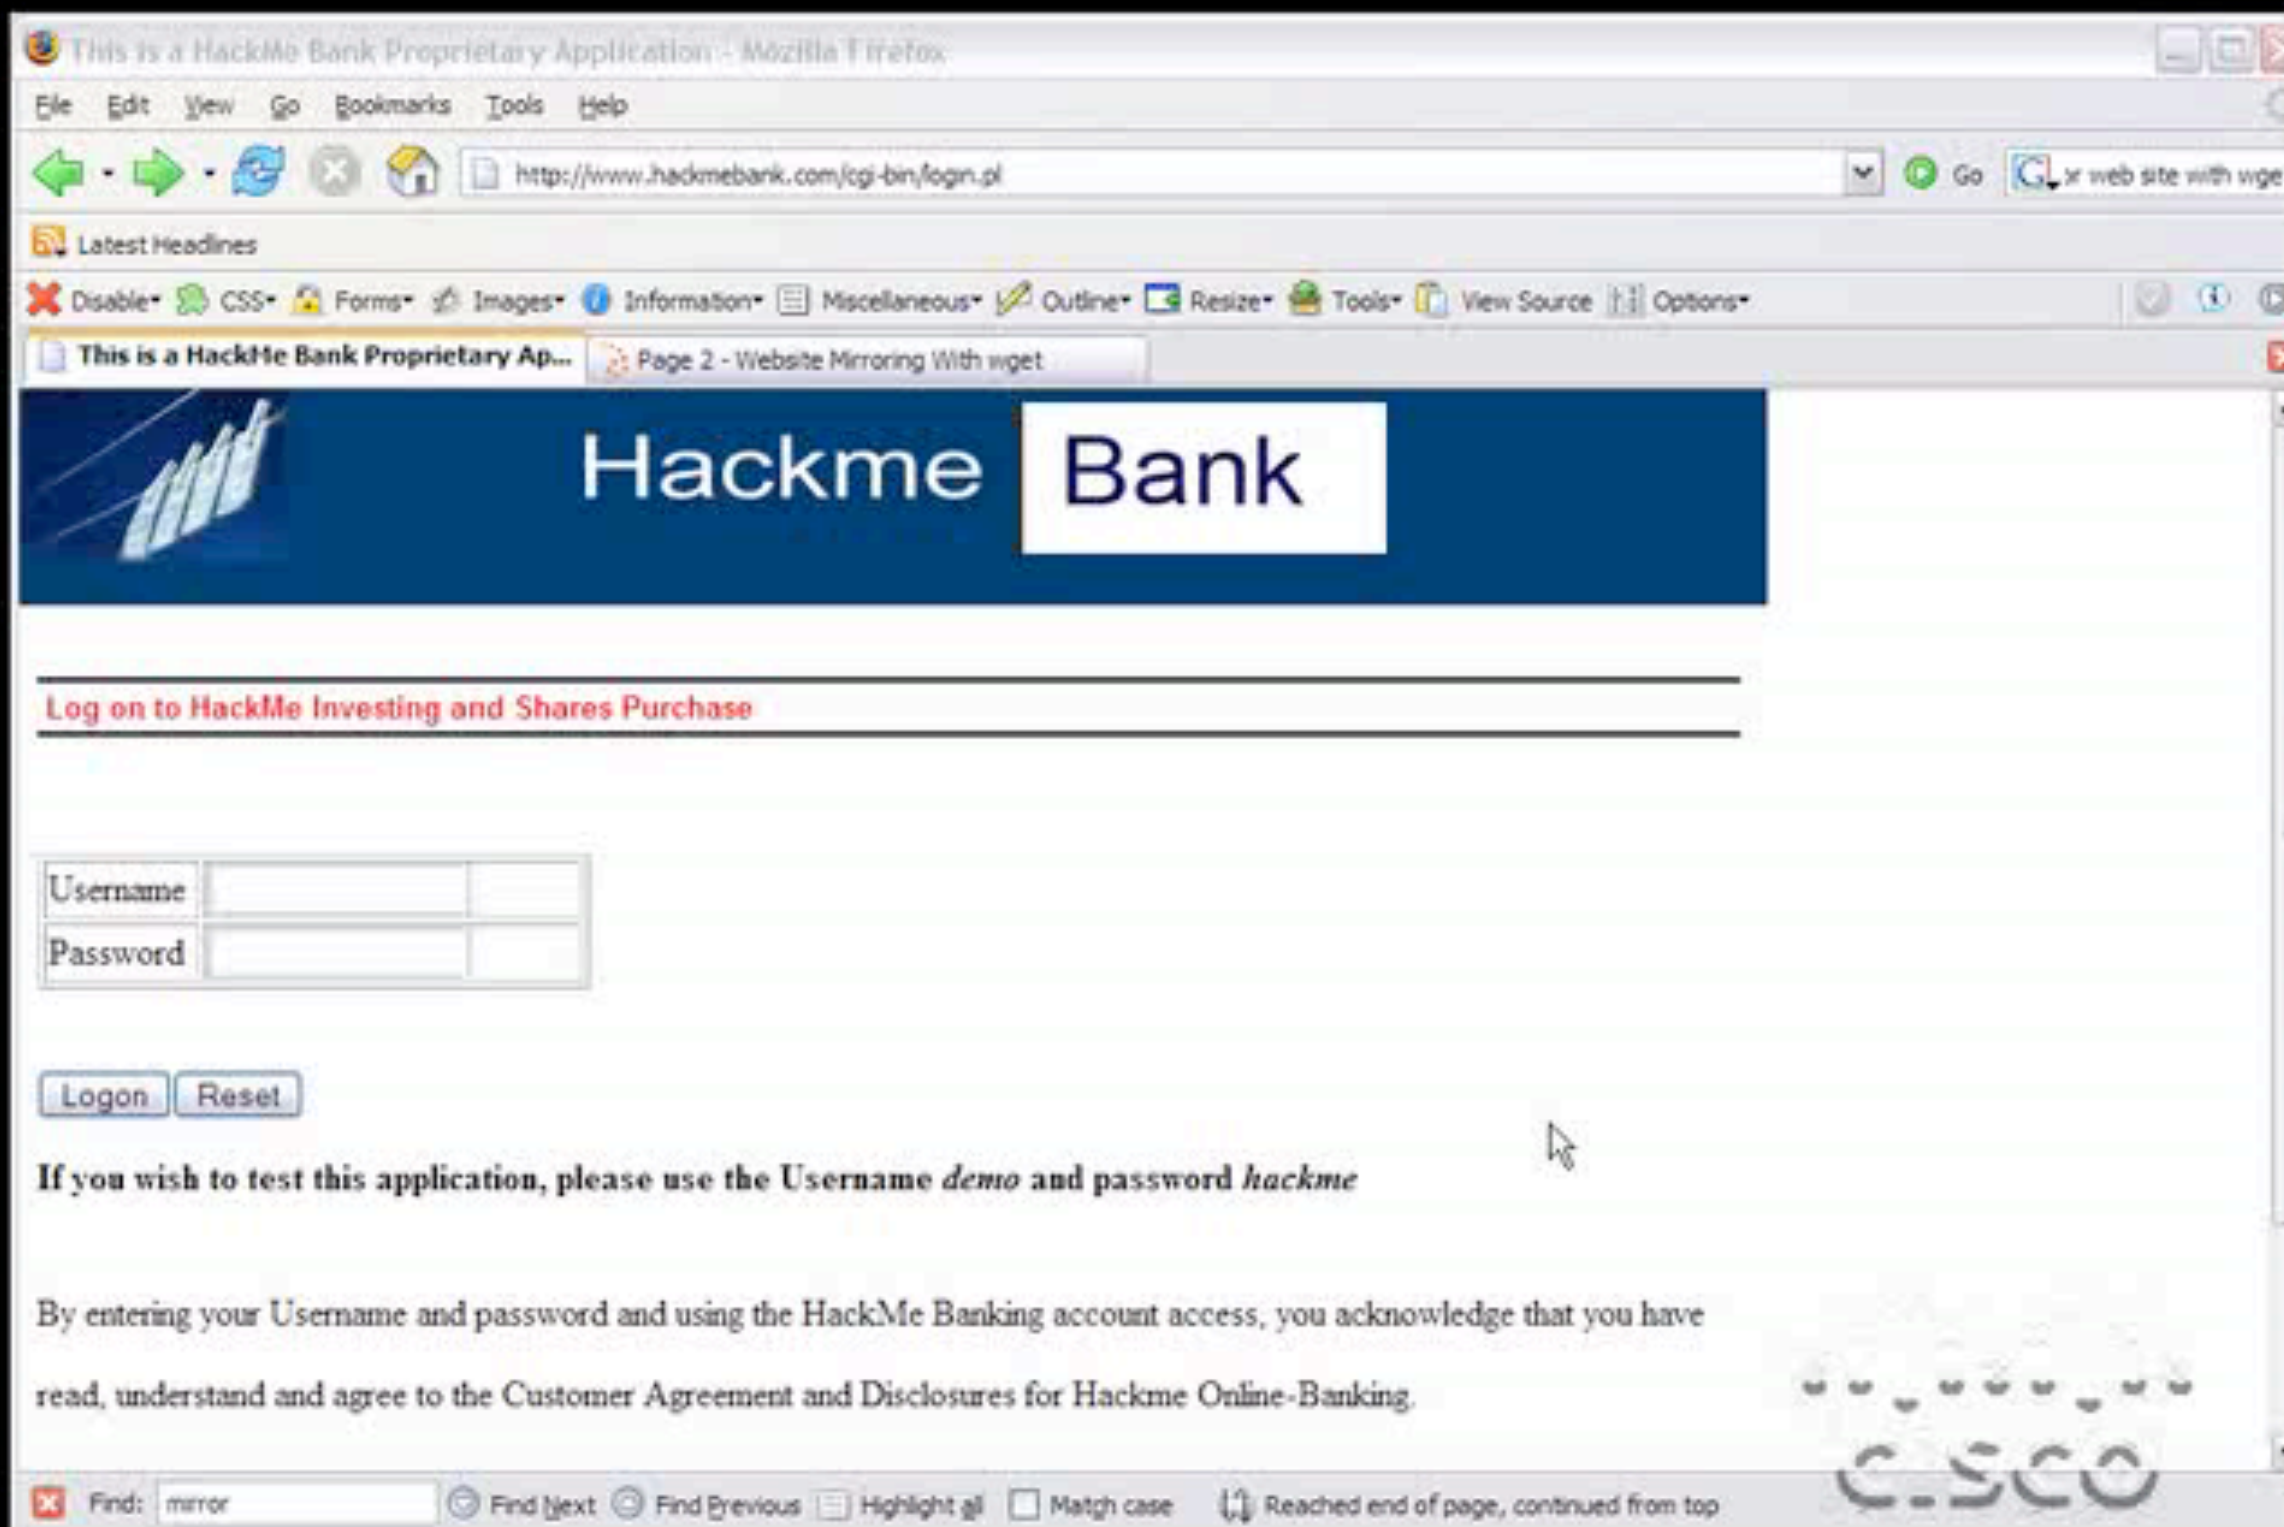 This is a HackMe Bank Proprietary Application - Mozilla Firefox
File Edit View Go Bookmarks Tools Help
http://www.hackmebank.com/cgi-bin/login.pl Go web site with wget
Latest Headlines
Disable CSS Forms Images Information Miscellaneous Outline Resize Tools View Source Options
This is a HackMe Bank Proprietary Ap... Page 2 - Website Mirroring With wget
Hackme Bank
Log on to HackMe Investing and Shares Purchase
Username
Password
Logon Reset
If you wish to test this application, please use the Username demo and password hackme
By entering your Username and password and using the HackMe Banking account access, you acknowledge that you have
read, understand and agree to the Customer Agreement and Disclosures for Hackme Online-Banking.
CISCO
Find: mirror Find Next Find Previous Highlight all Match case Reached end of page, continued from top